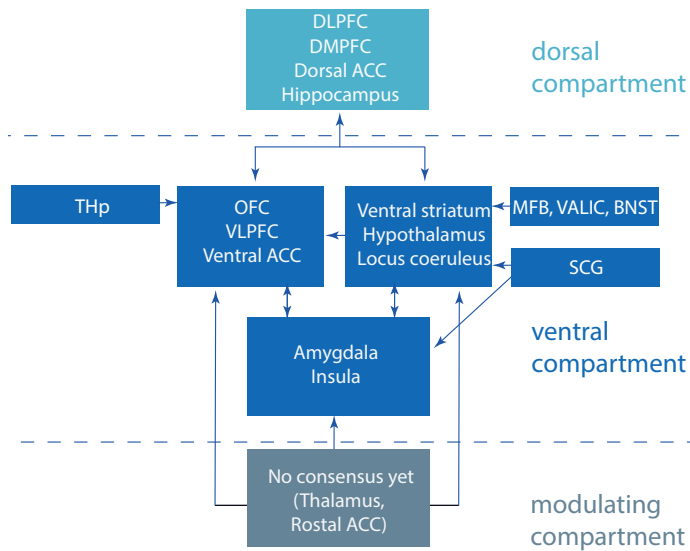 DLPFC
DMPFC
Dorsal ACC
Hippocampus
dorsal
compartment
THp
OFC
VLPFC
Ventral ACC
Ventral striatum
Hypothalamus
Locus coeruleus
MFB, VALIC, BNST
SCG
ventral
compartment
Amygdala
Insula
No consensus yet
(Thalamus,
Rostal ACC)
modulating
compartment